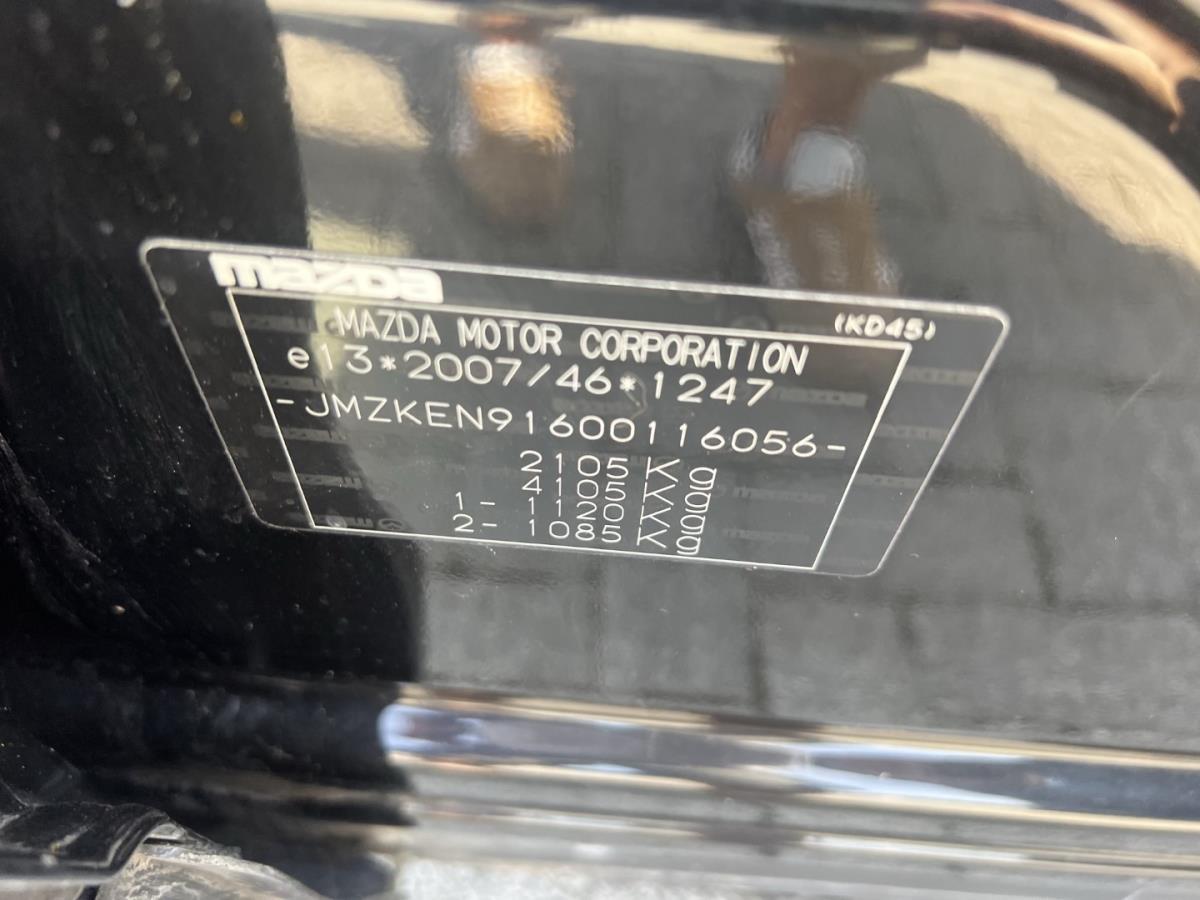 mazda
(KD45)
MAZDA MOTOR CORPORATION
e13*2007/46*1247
-JMZKEN91600116056-
2105 Kg
4105 Kg
1- 1120 Kg
2- 1085 Kg